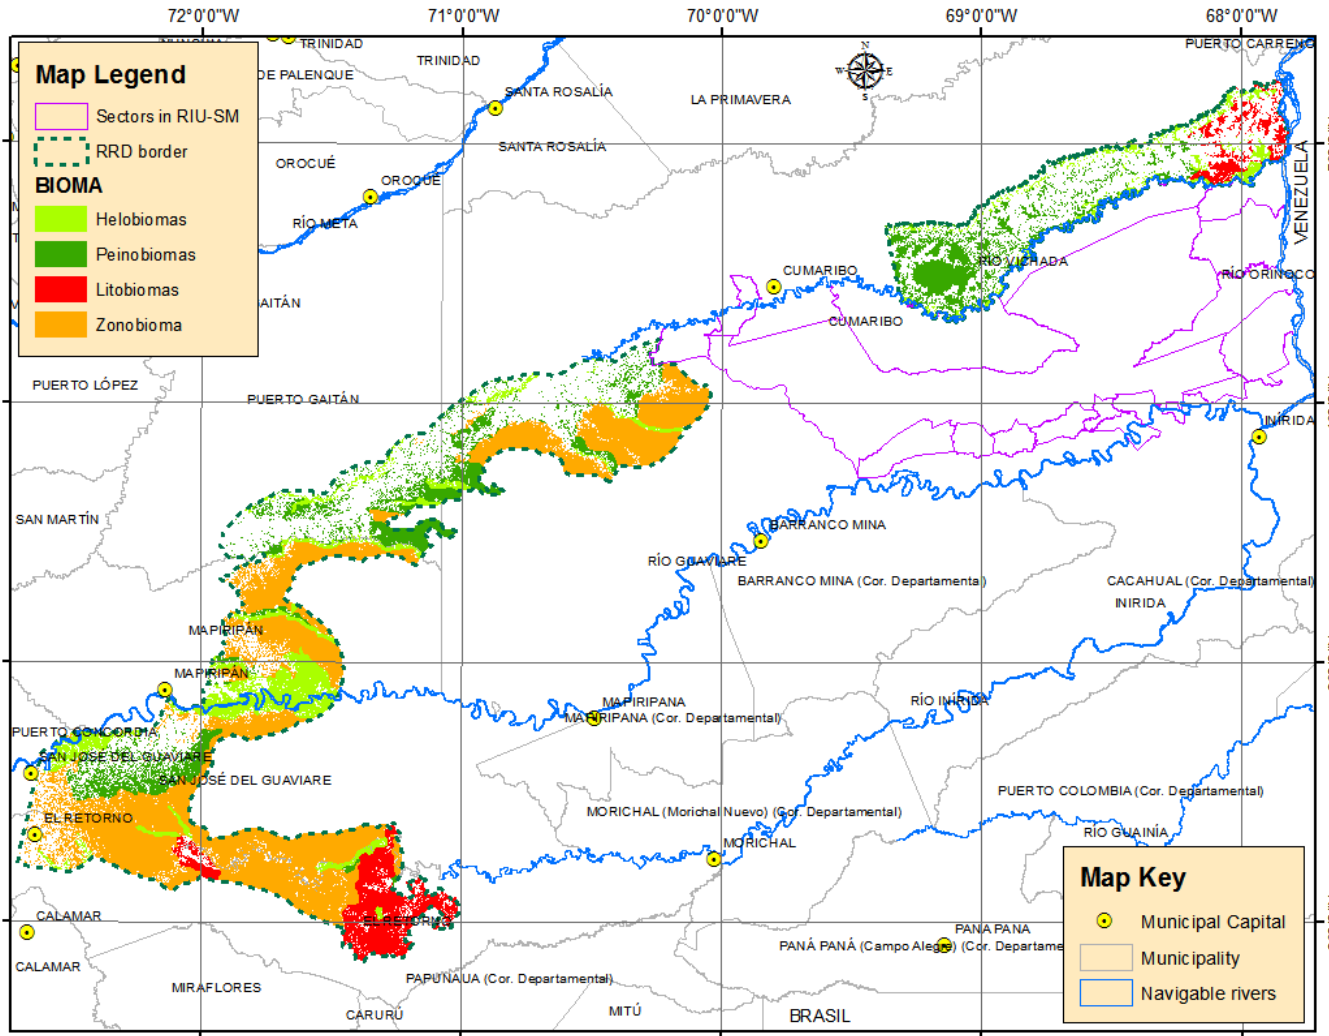 72°0'0"W
71°0'0"W
70°0'0"W
69°0'0"W
68°0'0"W
Map Legend
Sectors in RIU-SM
RRD border
BIOMA
Helobiomas
Peinobiomas
Litobiomas
Zonobioma
TRINIDAD
DE PALENQUE
TRINIDAD
SANTA ROSALÍA
SANTA ROSALÍA
LA PRIMAVERA
PUERTO CARREÑO
N
W E
S
OROCUÉ
OROCUÉ
RÍO META
GAITÁN
VENEZUELA
RÍO VICHADA
RÍO ORINOCO
CUMARIBO
CUMARIBO
PUERTO LÓPEZ
PUERTO GAITÁN
INÍRIDA
SAN MARTÍN
BARRANCO MINA
RÍO GUAVIARE
BARRANCO MINA (Cor. Departamental)
CACAHUAL (Cor. Departamental)
INIRIDA
MAPIRIPÁN
MAPIRIPÁN
MAPIRIPANA
MAPIRIPANA (Cor. Departamental)
RÍO INÍRIDA
PUERTO CONCORDIA
SAN JOSE DEL GUAVIARE
SAN JOSÉ DEL GUAVIARE
EL RETORNO
MORICHAL (Morichal Nuevo) (Cor. Departamental)
PUERTO COLOMBIA (Cor. Departamental)
RÍO GUAINÍA
MORICHAL
CALAMAR
CALAMAR
EL RETORNO
PANA PANA
PANÁ PANÁ (Campo Alegre) (Cor. Departame
MIRAFLORES
PAPUNAUA (Cor. Departamental)
CARURÚ
MITÚ
BRASIL
Map Key
Municipal Capital
Municipality
Navigable rivers